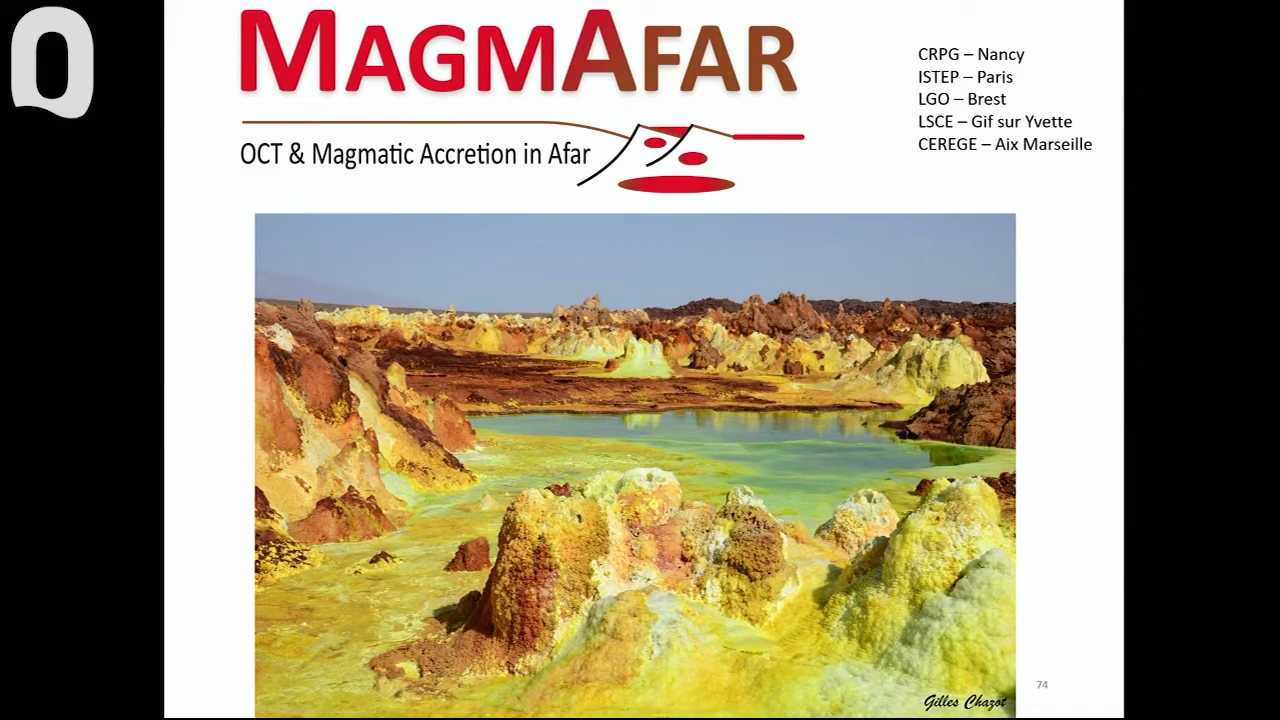 Q
MAGMAFAR
OCT & Magmatic Accretion in Afar
CRPG – Nancy
ISTEP – Paris
LGO – Brest
LSCE – Gif sur Yvette
CEREGE – Aix Marseille
74
Gilles Chazot